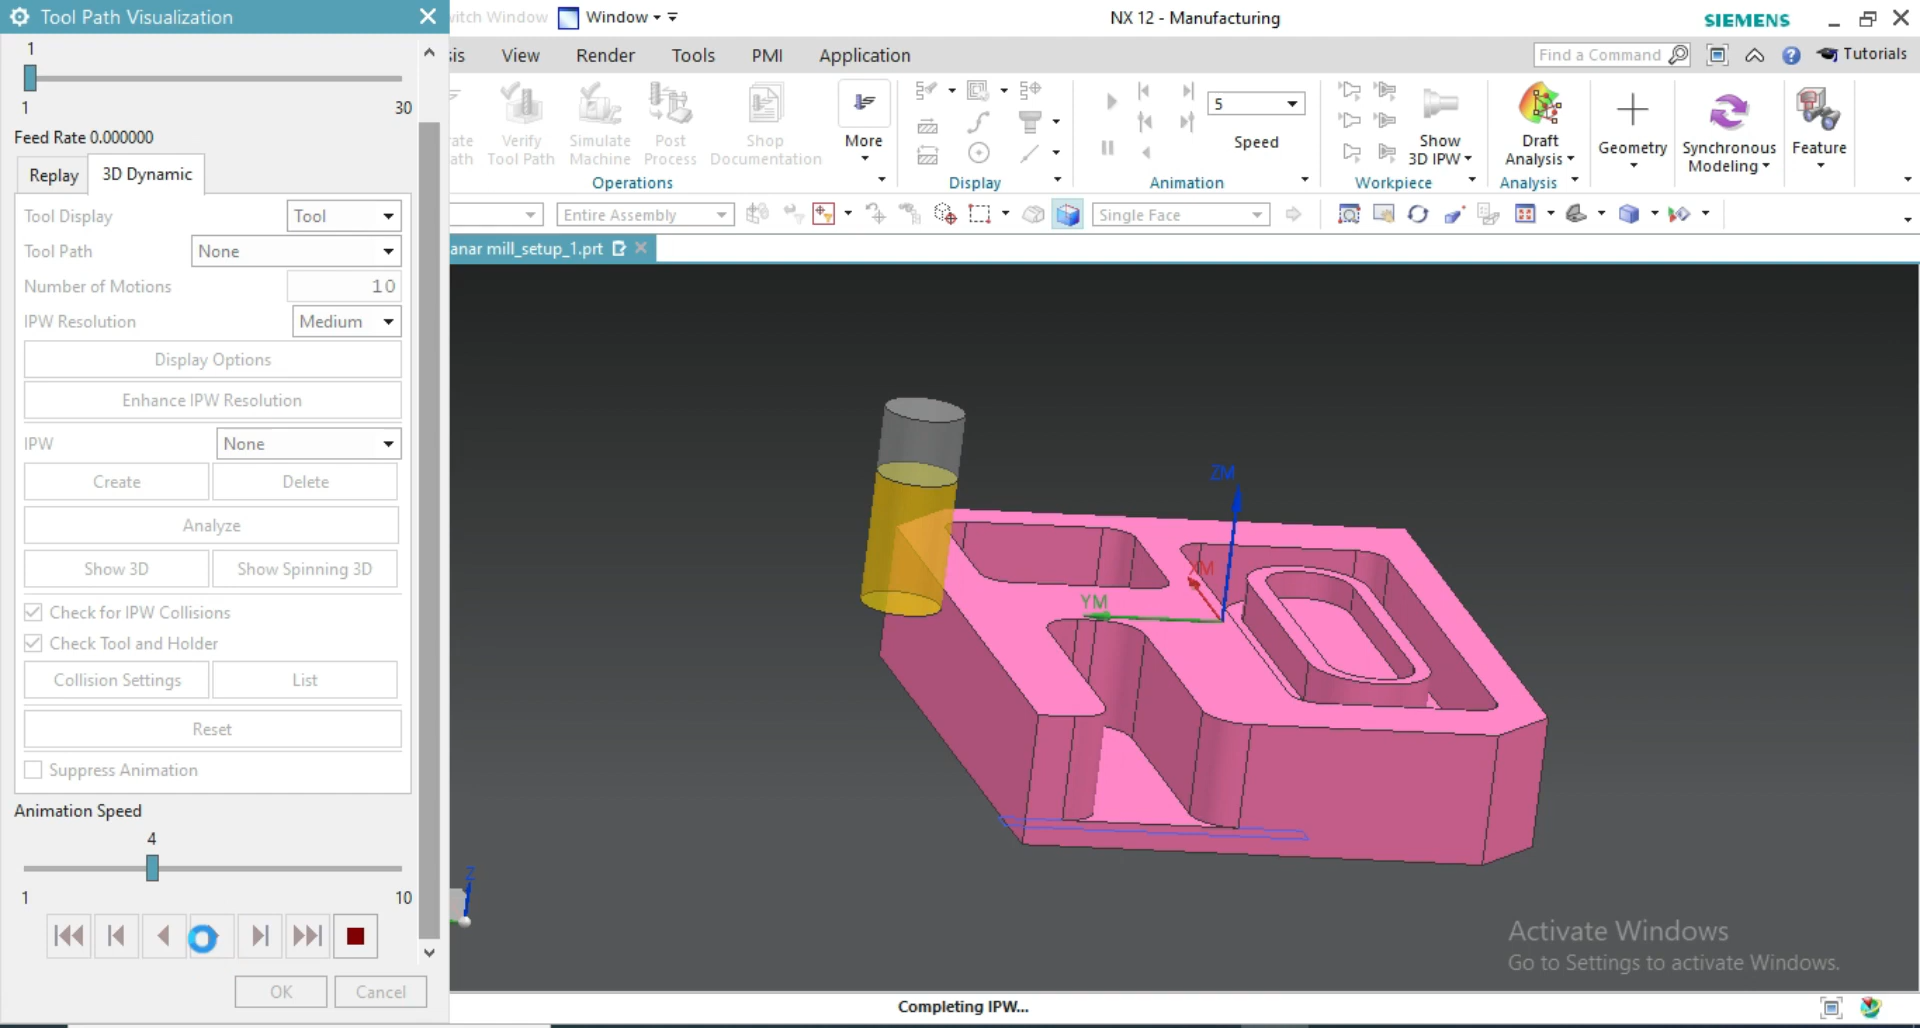 Tool Path Visualization
1
1
30
Feed Rate 0.000000
Replay
3D Dynamic
Tool Display
Tool
Tool Path
None
Number of Motions
10
IPW Resolution
Medium
Display Options
Enhance IPW Resolution
IPW
None
Create
Delete
Analyze
Show 3D
Show Spinning 3D
Check for IPW Collisions
Check Tool and Holder
Collision Settings
List
Reset
Suppress Animation
Animation Speed
4
1
10
OK
Cancel
witch Window
Window
NX 12 - Manufacturing
SIEMENS
sis
View
Render
Tools
PMI
Application
Find a Command
Tutorials
rate
ath
Verify
Tool Path
Simulate
Machine
Post
Process
Shop
Documentation
More
Operations
Display
5
Speed
Animation
Show
3D IPW
Workpiece
Draft
Analysis
Analysis
Geometry
Synchronous
Modeling
Feature
Entire Assembly
Single Face
anar mill_setup_1.prt
ZM
XM
YM
Z
Activate Windows
Go to Settings to activate Windows.
Completing IPW...